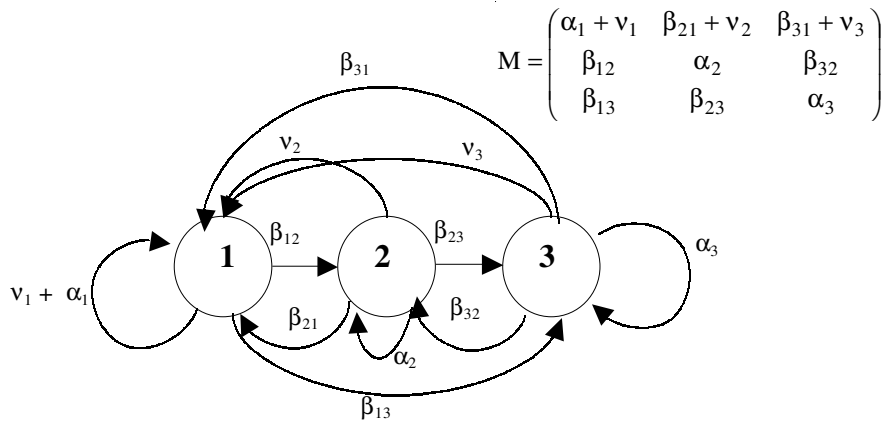 M = ( α₁ + ν₁ β₂₁ + ν₂ β₃₁ + ν₃
β₁₂ α₂ β₃₂
β₁₃ β₂₃ α₃ )
β₃₁
ν₂ ν₃
β₁₂ β₂₃
1 2 3
α₃
ν₁ + α₁
β₂₁ β₃₂
α₂
β₁₃